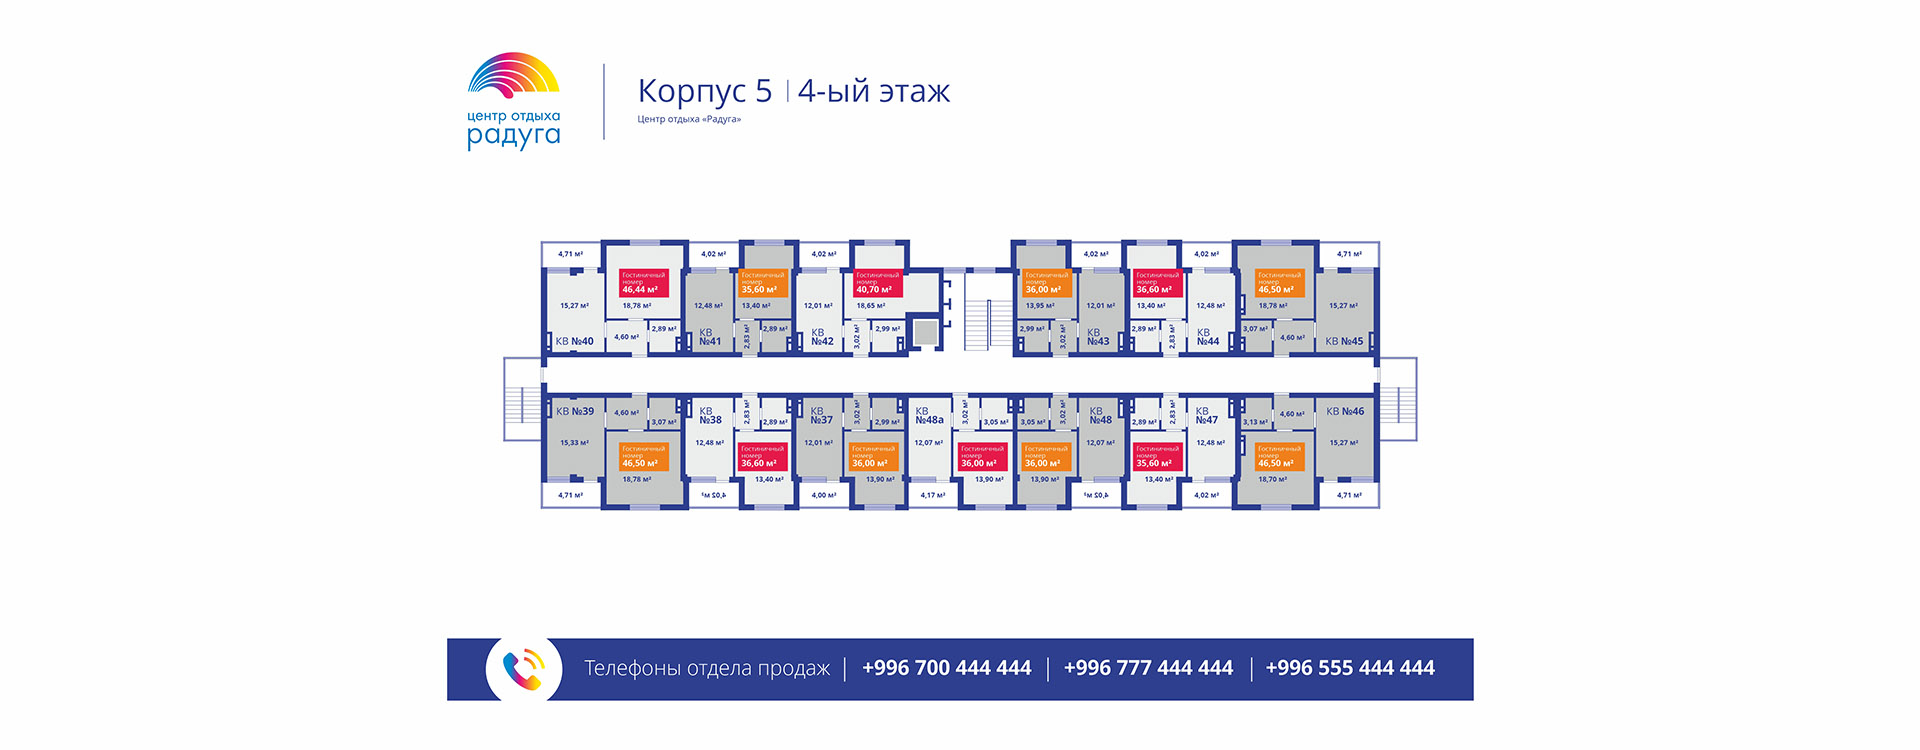 центр отдыха
радуга
Корпус 5 | 4-ый этаж
Центр отдыха «Радуга»
4,71 м²
4,02 м²
4,02 м²
4,02 м²
4,02 м²
4,71 м²
Гостиничный
номер
46,44 м²
Гостиничный
номер
35,60 м²
Гостиничный
номер
40,70 м²
Гостиничный
номер
36,00 м²
Гостиничный
номер
36,60 м²
Гостиничный
номер
46,50 м²
15,27 м²
18,78 м²
12,48 м²
13,40 м²
12,01 м²
18,65 м²
13,95 м²
12,01 м²
13,40 м²
12,48 м²
18,78 м²
15,27 м²
КВ №40
4,60 м²
2,89 м²
КВ
№41
2,83 м²
2,89 м²
КВ
№42
3,02 м²
2,99 м²
2,99 м²
3,02 м²
КВ
№43
2,89 м²
2,83 м²
КВ
№44
3,07 м²
4,60 м²
КВ №45
КВ №39
4,60 м²
3,07 м²
КВ
№38
2,83 м²
2,89 м²
КВ
№37
3,02 м²
2,99 м²
КВ
№48а
3,02 м²
3,05 м²
3,05 м²
3,02 м²
КВ
№48
2,89 м²
2,83 м²
КВ
№47
3,13 м²
4,60 м²
КВ №46
15,33 м²
12,48 м²
12,01 м²
12,07 м²
12,07 м²
12,48 м²
15,27 м²
Гостиничный
номер
46,50 м²
Гостиничный
номер
36,60 м²
Гостиничный
номер
36,00 м²
Гостиничный
номер
36,00 м²
Гостиничный
номер
36,00 м²
Гостиничный
номер
35,60 м²
Гостиничный
номер
46,50 м²
18,78 м²
13,40 м²
13,90 м²
13,90 м²
13,90 м²
13,40 м²
18,70 м²
4,71 м²
4,02 м²
4,00 м²
4,17 м²
4,02 м²
4,02 м²
4,71 м²
Телефоны отдела продаж | +996 700 444 444 | +996 777 444 444 | +996 555 444 444